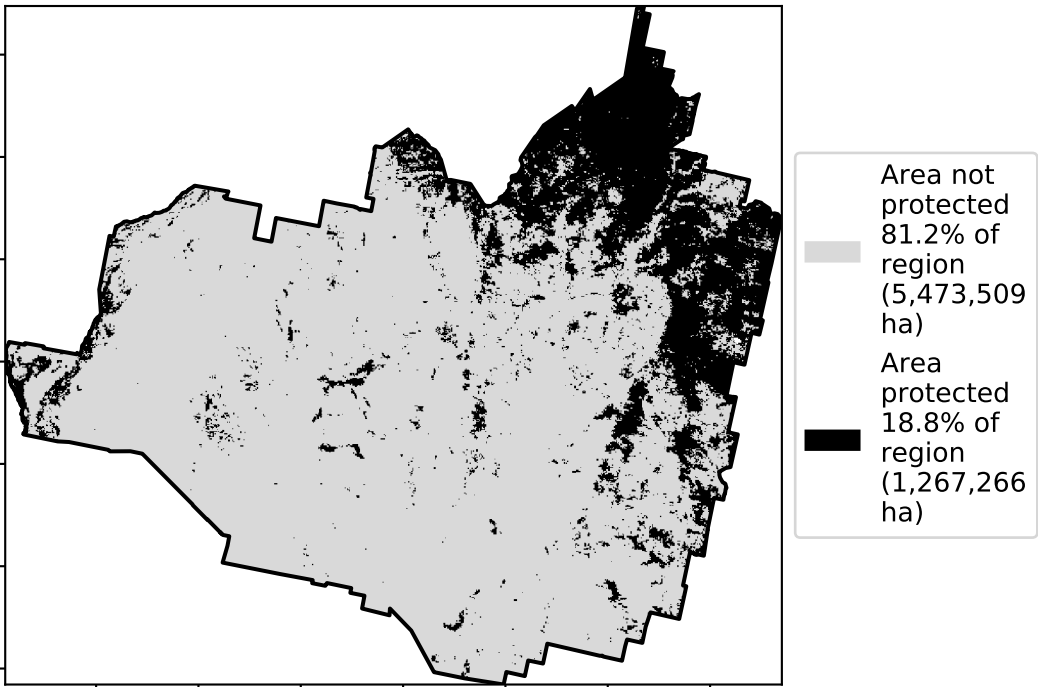 Area not
protected
81.2% of
region
(5,473,509
ha)
Area
protected
18.8% of
region
(1,267,266
ha)